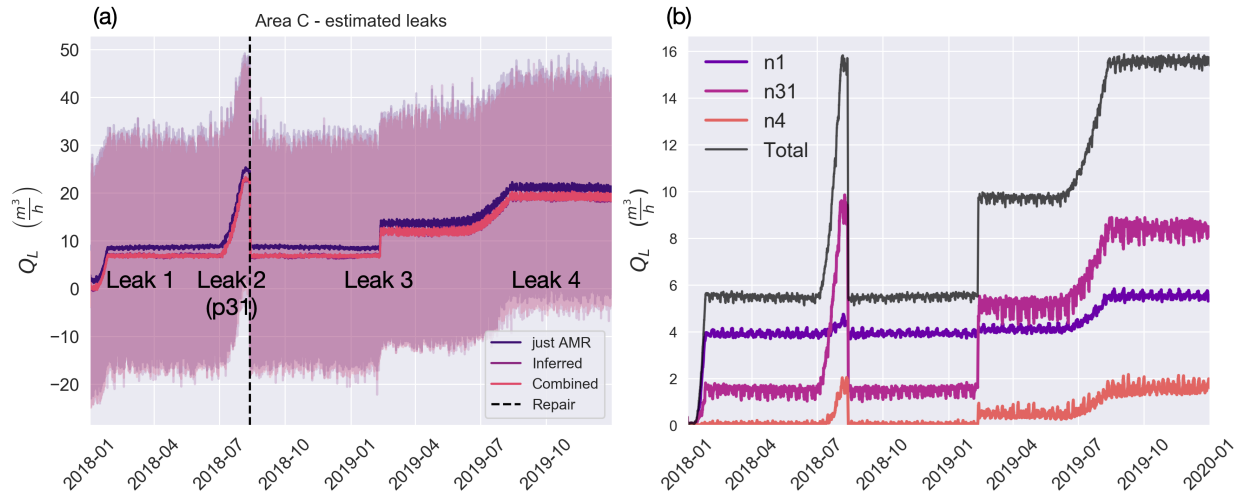 (a)
Area C - estimated leaks
50
40
30
20
10
0
−10
−20
Q_L (m³/h)
Leak 1
Leak 2
(p31)
Leak 3
Leak 4
just AMR
Inferred
Combined
Repair
2018-01
2018-04
2018-07
2018-10
2019-01
2019-04
2019-07
2019-10
(b)
16
14
12
10
8
6
4
2
0
Q_L (m³/h)
n1
n31
n4
Total
2018-01
2018-04
2018-07
2018-10
2019-01
2019-04
2019-07
2019-10
2020-01